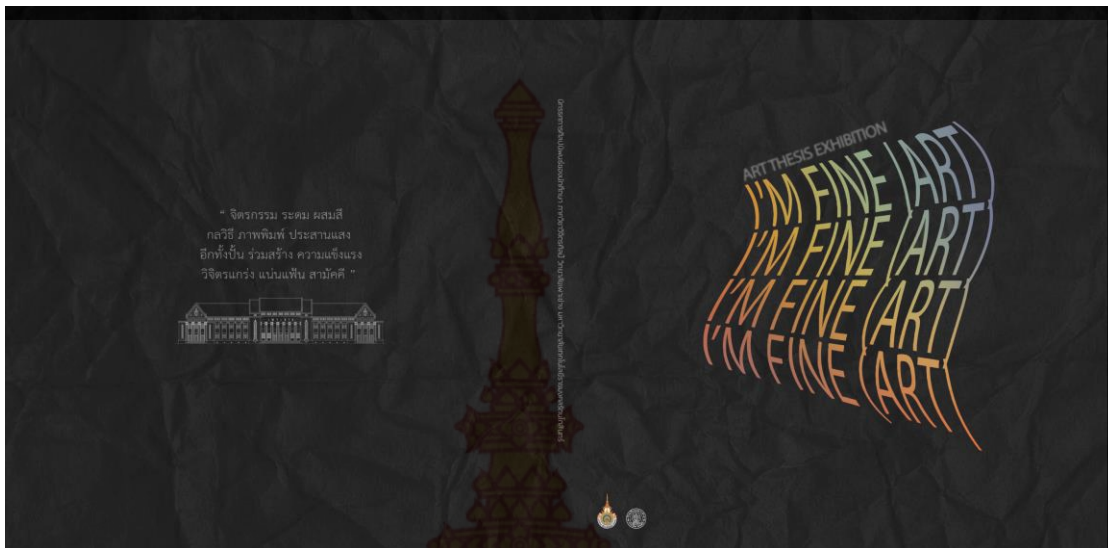 “ จิตรกรรม ระดม ผสมสี
กลวิธี ภาพพิมพ์ ประสานแสง
อีกทั้งปั้น ร่วมสร้าง ความแข็งแรง
วิจิตรแกร่ง แน่นแฟ้น สามัคคี ”
ART THESIS EXHIBITION
I'M FINE (ART)
I'M FINE (ART)
I'M FINE (ART)
I'M FINE (ART)